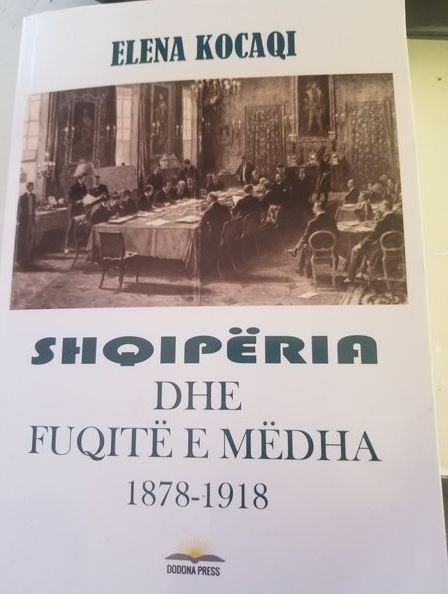 ELENA KOCAQI
SHQIPËRIA
DHE
FUQITË E MËDHA
1878-1918
DODONA PRESS